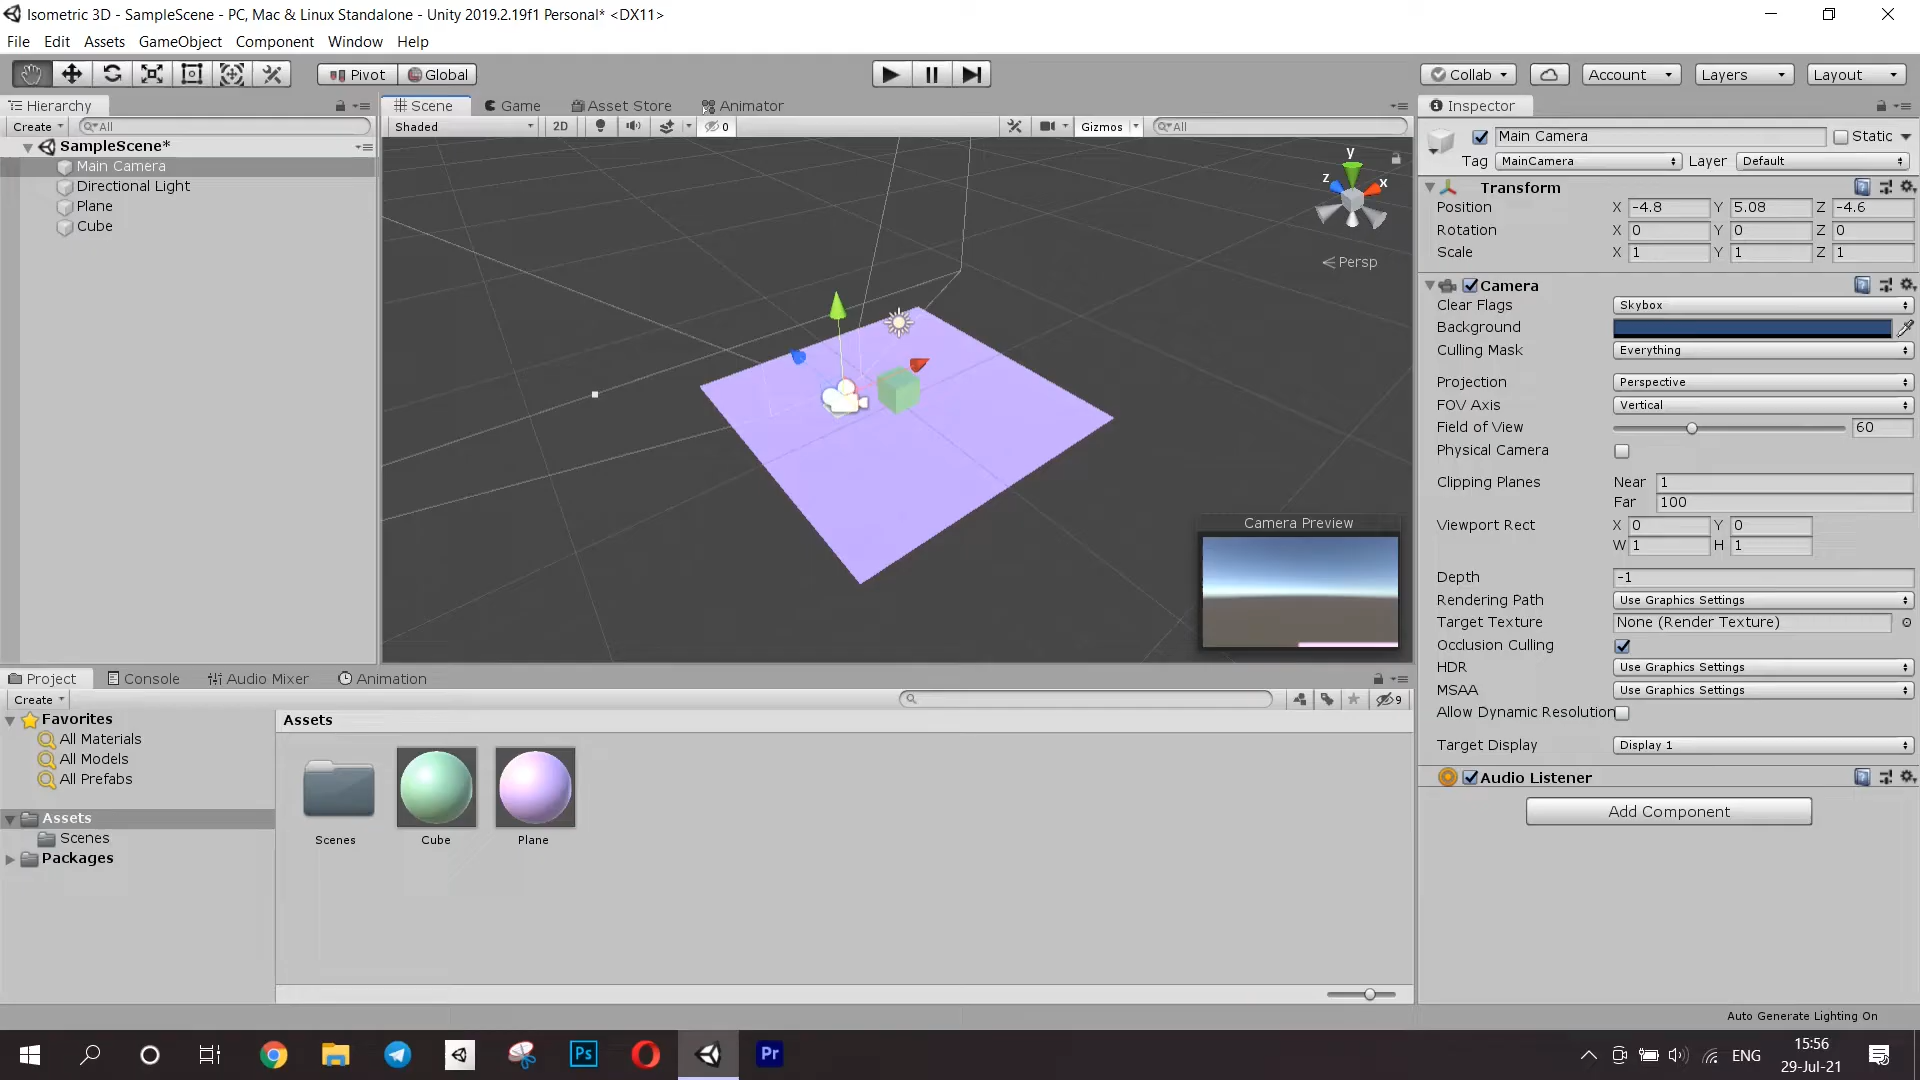 Isometric 3D - SampleScene - PC, Mac & Linux Standalone - Unity 2019.2.19f1 Personal* <DX11>
File Edit Assets GameObject Component Window Help
Pivot Global Collab Account Layers Layout
Hierarchy Scene Game Asset Store Animator Inspector
Create All Shaded 2D 0 Gizmos All
SampleScene*
Main Camera
Directional Light
Plane
Cube
y
z x
Persp
Camera Preview
Main Camera Static
Tag MainCamera Layer Default
Transform
Position X -4.8 Y 5.08 Z -4.6
Rotation X 0 Y 0 Z 0
Scale X 1 Y 1 Z 1
Camera
Clear Flags Skybox
Background
Culling Mask Everything
Projection Perspective
FOV Axis Vertical
Field of View 60
Physical Camera
Clipping Planes Near 1
Far 100
Viewport Rect X 0 Y 0
W 1 H 1
Depth -1
Rendering Path Use Graphics Settings
Target Texture None (Render Texture)
Occlusion Culling
HDR Use Graphics Settings
MSAA Use Graphics Settings
Allow Dynamic Resolution
Target Display Display 1
Audio Listener
Add Component
Project Console Audio Mixer Animation
Create 9
Favorites
All Materials
All Models
All Prefabs
Assets
Scenes
Packages
Assets
Scenes Cube Plane
Auto Generate Lighting On
Ps Pr ENG 15:56
29-Jul-21